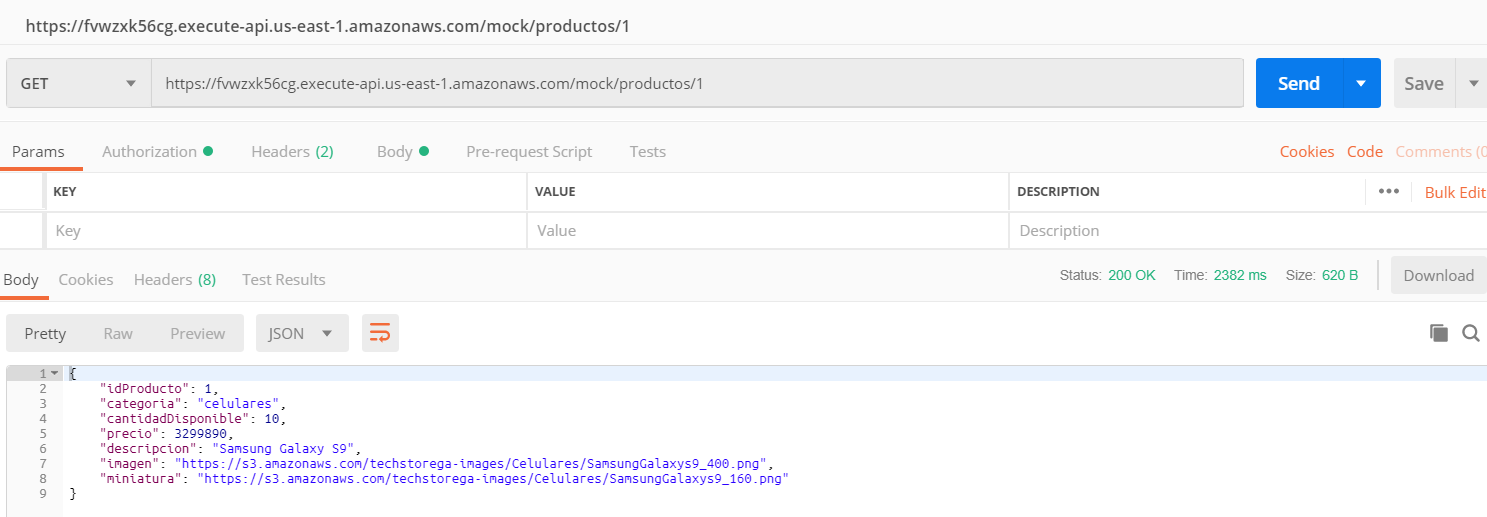 https://fvwzxk56cg.execute-api.us-east-1.amazonaws.com/mock/productos/1
GET https://fvwzxk56cg.execute-api.us-east-1.amazonaws.com/mock/productos/1 Send Save
Params Authorization Headers (2) Body Pre-request Script Tests Cookies Code Comments (0
KEY VALUE DESCRIPTION ••• Bulk Edit
Key Value Description
Body Cookies Headers (8) Test Results Status: 200 OK Time: 2382 ms Size: 620 B Download
Pretty Raw Preview JSON
1 {
2 "idProducto": 1,
3 "categoria": "celulares",
4 "cantidadDisponible": 10,
5 "precio": 3299890,
6 "descripcion": "Samsung Galaxy S9",
7 "imagen": "https://s3.amazonaws.com/techstorega-images/Celulares/SamsungGalaxys9_400.png",
8 "miniatura": "https://s3.amazonaws.com/techstorega-images/Celulares/SamsungGalaxys9_160.png"
9 }